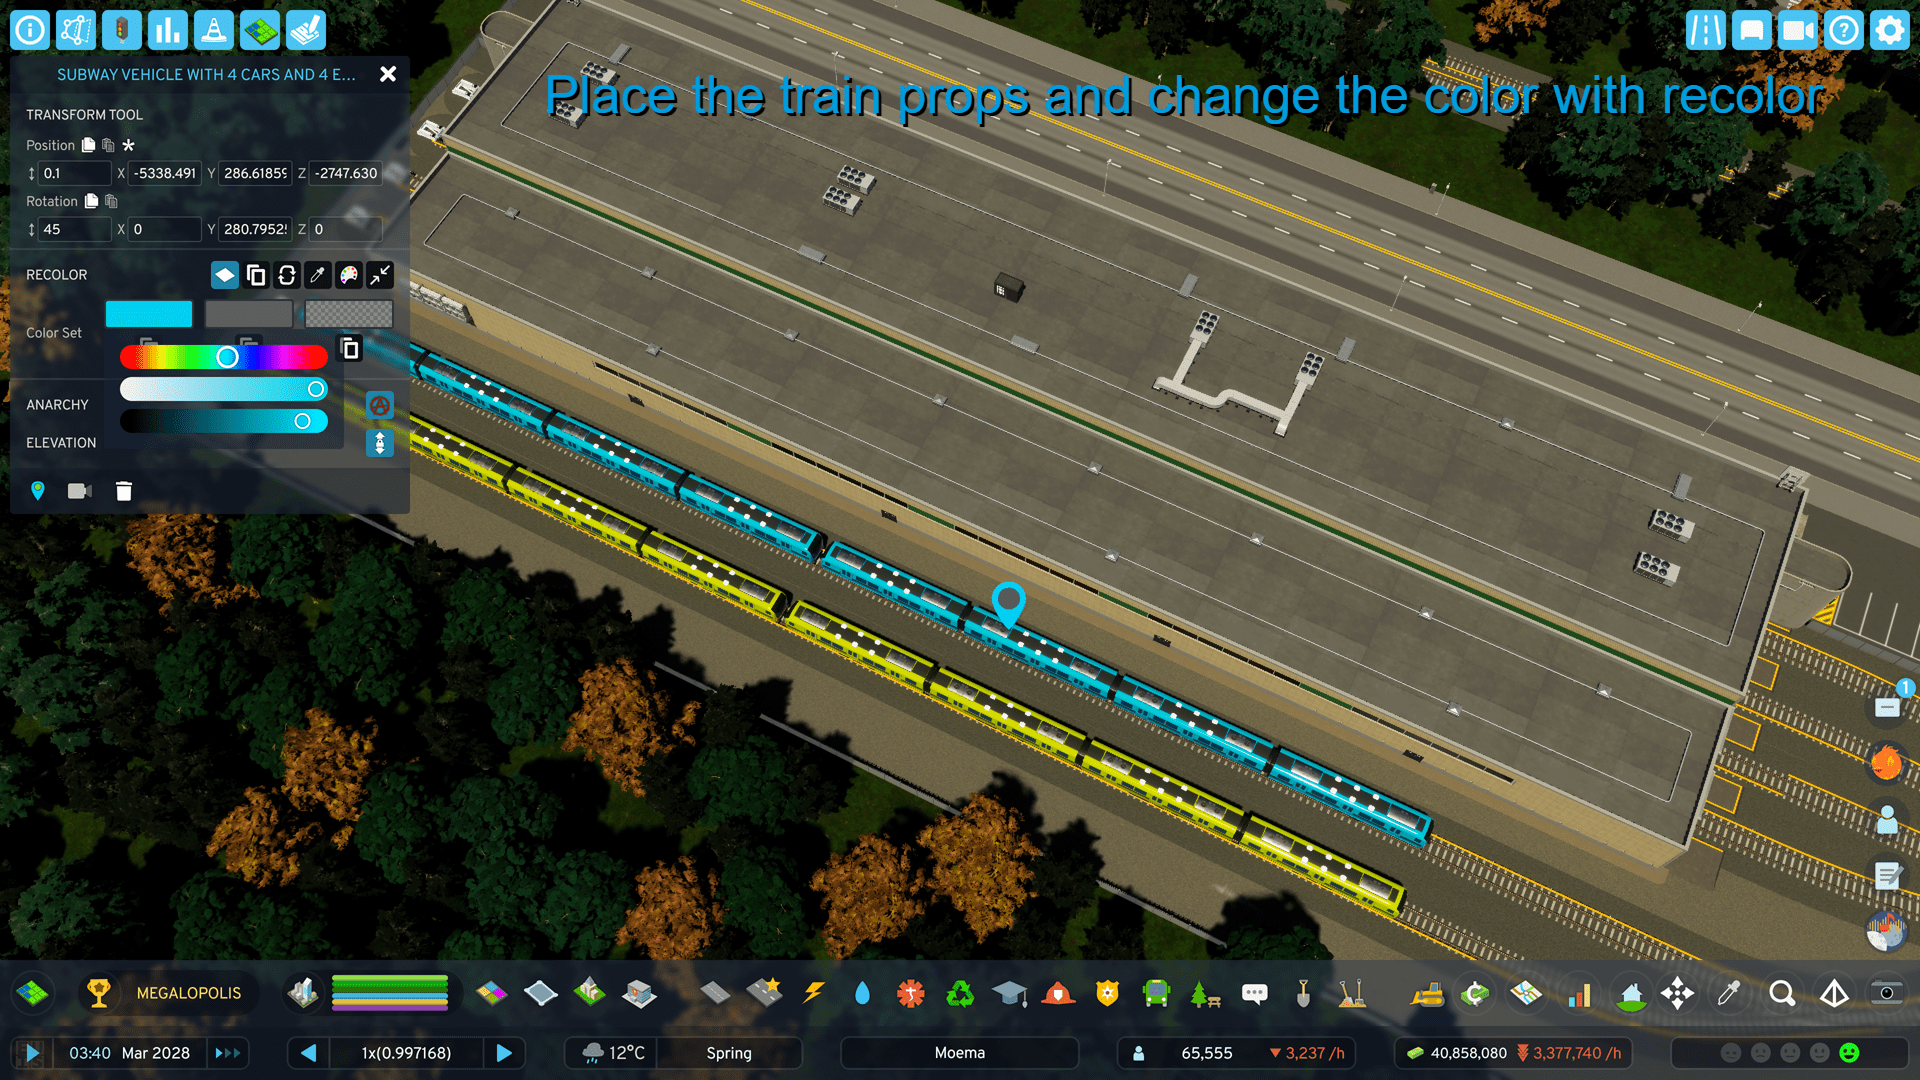 Place the train props and change the color with recolor
SUBWAY VEHICLE WITH 4 CARS AND 4 E...
TRANSFORM TOOL
Position
0.1 X -5338.491 Y 286.6185 Z -2747.630
Rotation
45 X 0 Y 280.7952 Z 0
RECOLOR
Color Set
ANARCHY
ELEVATION
1
MEGALOPOLIS
03:40 Mar 2028
1x(0.997168)
12°C
Spring
Moema
65,555
3,237 /h
40,858,080
3,377,740 /h